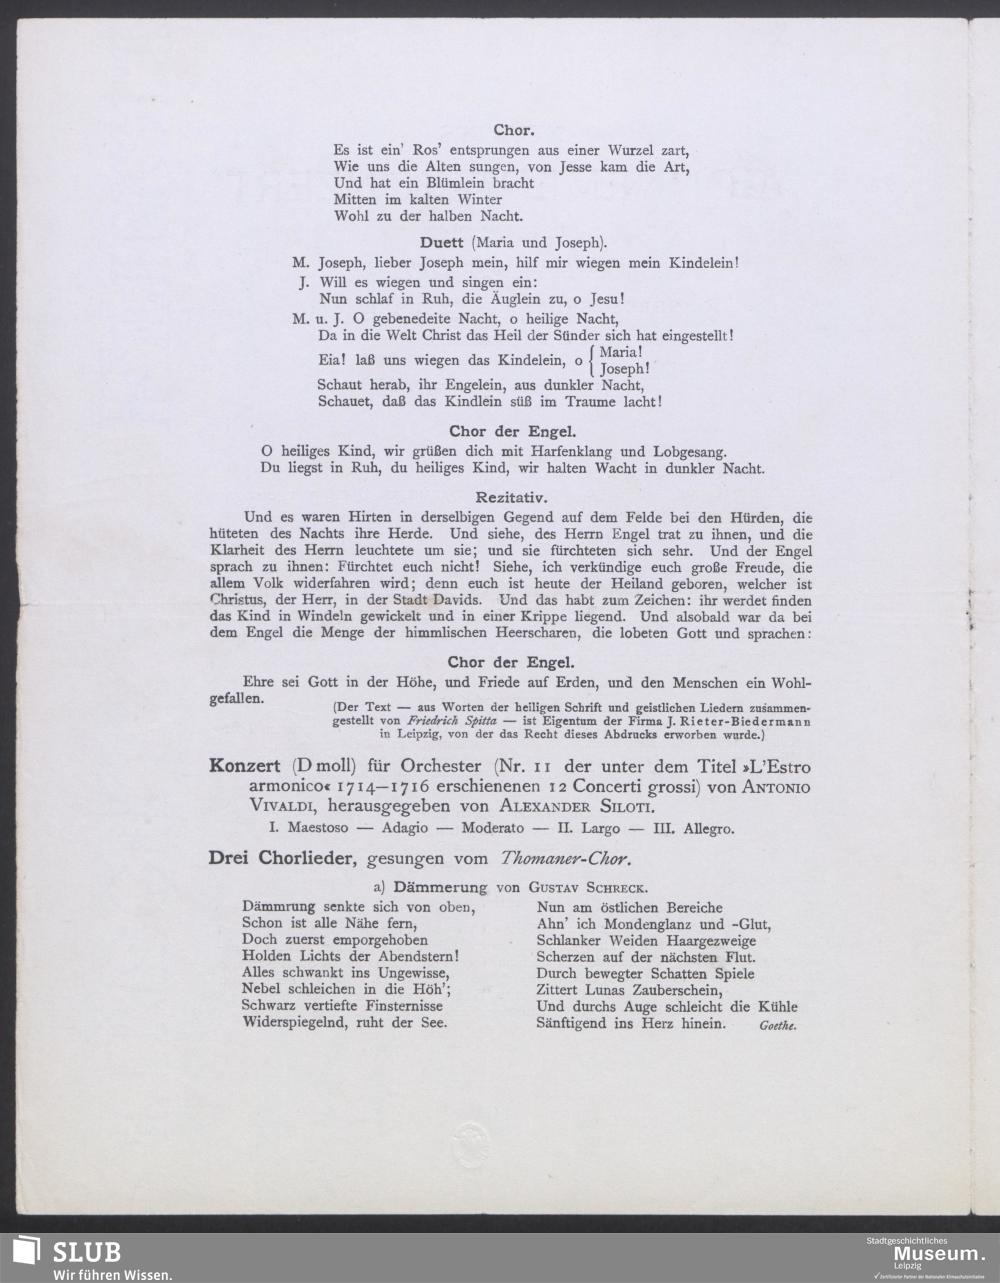 Chor.
Es ist ein' Ros' entsprungen aus einer Wurzel zart,
Wie uns die Alten sungen, von Jesse kam die Art,
Und hat ein Blümlein bracht
Mitten im kalten Winter
Wohl zu der halben Nacht.
Duett (Maria und Joseph).
M. Joseph, lieber Joseph mein, hilf mir wiegen mein Kindelein!
J. Will es wiegen und singen ein:
Nun schlaf in Ruh, die Äuglein zu, o Jesu!
M. u. J. O gebenedeite Nacht, o heilige Nacht,
Da in die Welt Christ das Heil der Sünder sich hat eingestellt!
Eia! laß uns wiegen das Kindelein, o { Maria!
Joseph!
Schaut herab, ihr Engelein, aus dunkler Nacht,
Schauet, daß das Kindlein süß im Traume lacht!
Chor der Engel.
O heiliges Kind, wir grüßen dich mit Harfenklang und Lobgesang.
Du liegst in Ruh, du heiliges Kind, wir halten Wacht in dunkler Nacht.
Rezitativ.
Und es waren Hirten in derselbigen Gegend auf dem Felde bei den Hürden, die
hüteten des Nachts ihre Herde. Und siehe, des Herrn Engel trat zu ihnen, und die
Klarheit des Herrn leuchtete um sie; und sie fürchteten sich sehr. Und der Engel
sprach zu ihnen: Fürchtet euch nicht! Siehe, ich verkündige euch große Freude, die
allem Volk widerfahren wird; denn euch ist heute der Heiland geboren, welcher ist
Christus, der Herr, in der Stadt Davids. Und das habt zum Zeichen: ihr werdet finden
das Kind in Windeln gewickelt und in einer Krippe liegend. Und alsobald war da bei
dem Engel die Menge der himmlischen Heerscharen, die lobeten Gott und sprachen:
Chor der Engel.
Ehre sei Gott in der Höhe, und Friede auf Erden, und den Menschen ein Wohl-
gefallen.
(Der Text — aus Worten der heiligen Schrift und geistlichen Liedern zusammen-
gestellt von Friedrich Spitta — ist Eigentum der Firma J. Rieter-Biedermann
in Leipzig, von der das Recht dieses Abdrucks erworben wurde.)
Konzert (D moll) für Orchester (Nr. 11 der unter dem Titel »L'Estro
armonico« 1714—1716 erschienenen 12 Concerti grossi) von ANTONIO
VIVALDI, herausgegeben von ALEXANDER SILOTI.
I. Maestoso — Adagio — Moderato — II. Largo — III. Allegro.
Drei Chorlieder, gesungen vom Thomaner-Chor.
a) Dämmerung von GUSTAV SCHRECK.
Dämmrung senkte sich von oben,
Schon ist alle Nähe fern,
Doch zuerst emporgehoben
Holden Lichts der Abendstern!
Alles schwankt ins Ungewisse,
Nebel schleichen in die Höh';
Schwarz vertiefte Finsternisse
Widerspiegelnd, ruht der See.
Nun am östlichen Bereiche
Ahn' ich Mondenglanz und -Glut,
Schlanker Weiden Haargezweige
Scherzen auf der nächsten Flut.
Durch bewegter Schatten Spiele
Zittert Lunas Zauberschein,
Und durchs Auge schleicht die Kühle
Sänftigend ins Herz hinein. Goethe.
SLUB
Wir führen Wissen.
Stadtgeschichtliches
Museum.
Leipzig
Zertifizierter Partner der Nationalen Klimaschutzinitiative